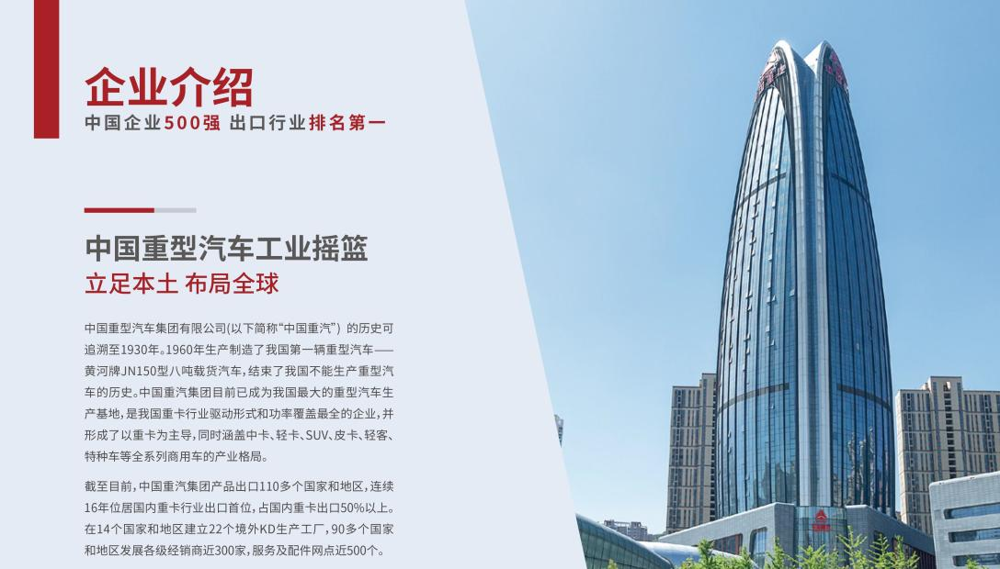 企业介绍
中国企业500强 出口行业排名第一
中国重型汽车工业摇篮
立足本土 布局全球
中国重型汽车集团有限公司(以下简称“中国重汽”) 的历史可
追溯至1930年。1960年生产制造了我国第一辆重型汽车——
黄河牌JN150型八吨载货汽车,结束了我国不能生产重型汽
车的历史。中国重汽集团目前已成为我国最大的重型汽车生
产基地,是我国重卡行业驱动形式和功率覆盖最全的企业,并
形成了以重卡为主导,同时涵盖中卡、轻卡、SUV、皮卡、轻客、
特种车等全系列商用车的产业格局。
截至目前,中国重汽集团产品出口110多个国家和地区,连续
16年位居国内重卡行业出口首位,占国内重卡出口50%以上。
在14个国家和地区建立22个境外KD生产工厂,90多个国家
和地区发展各级经销商近300家,服务及配件网点近500个。